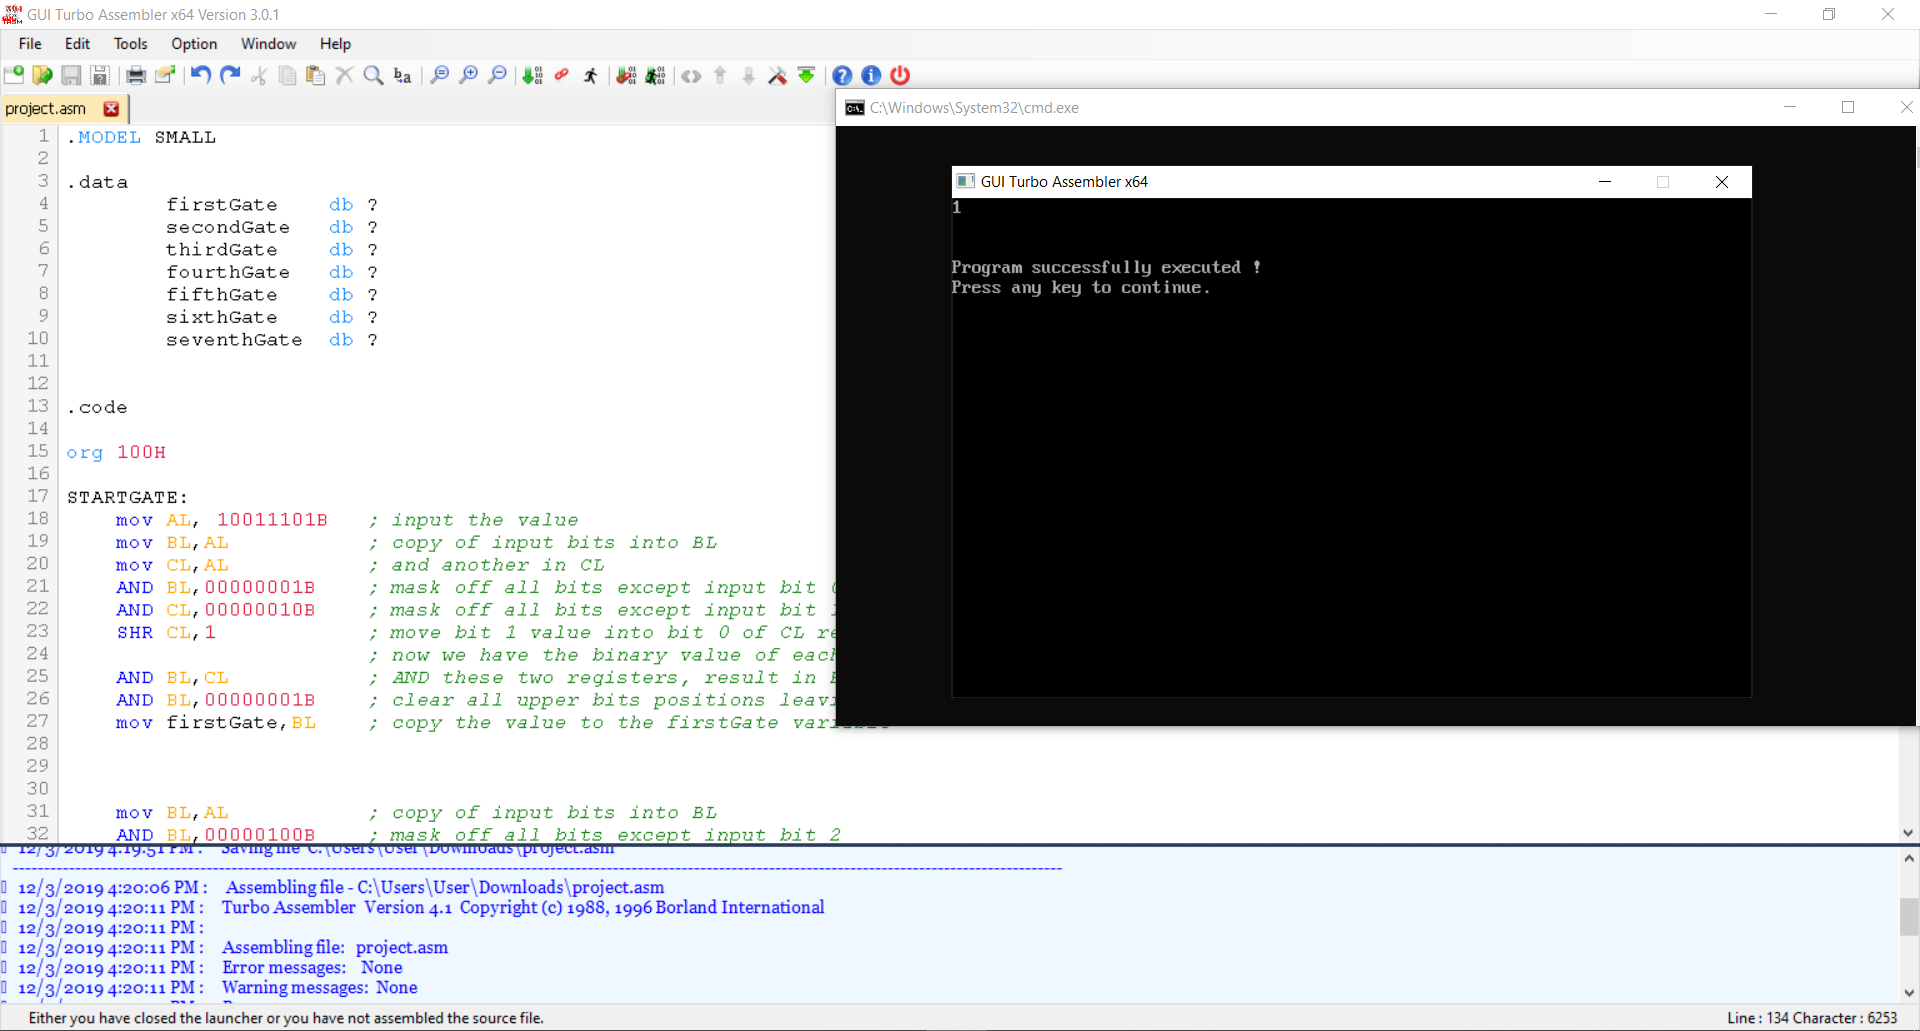 GUI Turbo Assembler x64 Version 3.0.1
File Edit Tools Option Window Help
project.asm
1 .MODEL SMALL
2
3 .data
4 firstGate db ?
5 secondGate db ?
6 thirdGate db ?
7 fourthGate db ?
8 fifthGate db ?
9 sixthGate db ?
10 seventhGate db ?
11
12
13 .code
14
15 org 100H
16
17 STARTGATE:
18 mov AL, 10011101B ; input the value
19 mov BL,AL ; copy of input bits into BL
20 mov CL,AL ; and another in CL
21 AND BL,00000001B ; mask off all bits except input bit
22 AND CL,00000010B ; mask off all bits except input bit
23 SHR CL,1 ; move bit 1 value into bit 0 of CL
24 ; now we have the binary value of
25 AND BL,CL ; AND these two registers, result in
26 AND BL,00000001B ; clear all upper bits positions
27 mov firstGate,BL ; copy the value to the firstGate
28
29
30
31 mov BL,AL ; copy of input bits into BL
32 AND BL,00000100B ; mask off all bits except input bit 2
C:\Windows\System32\cmd.exe
GUI Turbo Assembler x64
1
Program successfully executed !
Press any key to continue.
12/3/2019 4:19:51 PM : Saving file C:\Users\User\Downloads\project.asm
12/3/2019 4:20:06 PM : Assembling file - C:\Users\User\Downloads\project.asm
12/3/2019 4:20:11 PM : Turbo Assembler Version 4.1 Copyright (c) 1988, 1996 Borland International
12/3/2019 4:20:11 PM :
12/3/2019 4:20:11 PM : Assembling file: project.asm
12/3/2019 4:20:11 PM : Error messages: None
12/3/2019 4:20:11 PM : Warning messages: None
Either you have closed the launcher or you have not assembled the source file.
Line : 134 Character : 6253